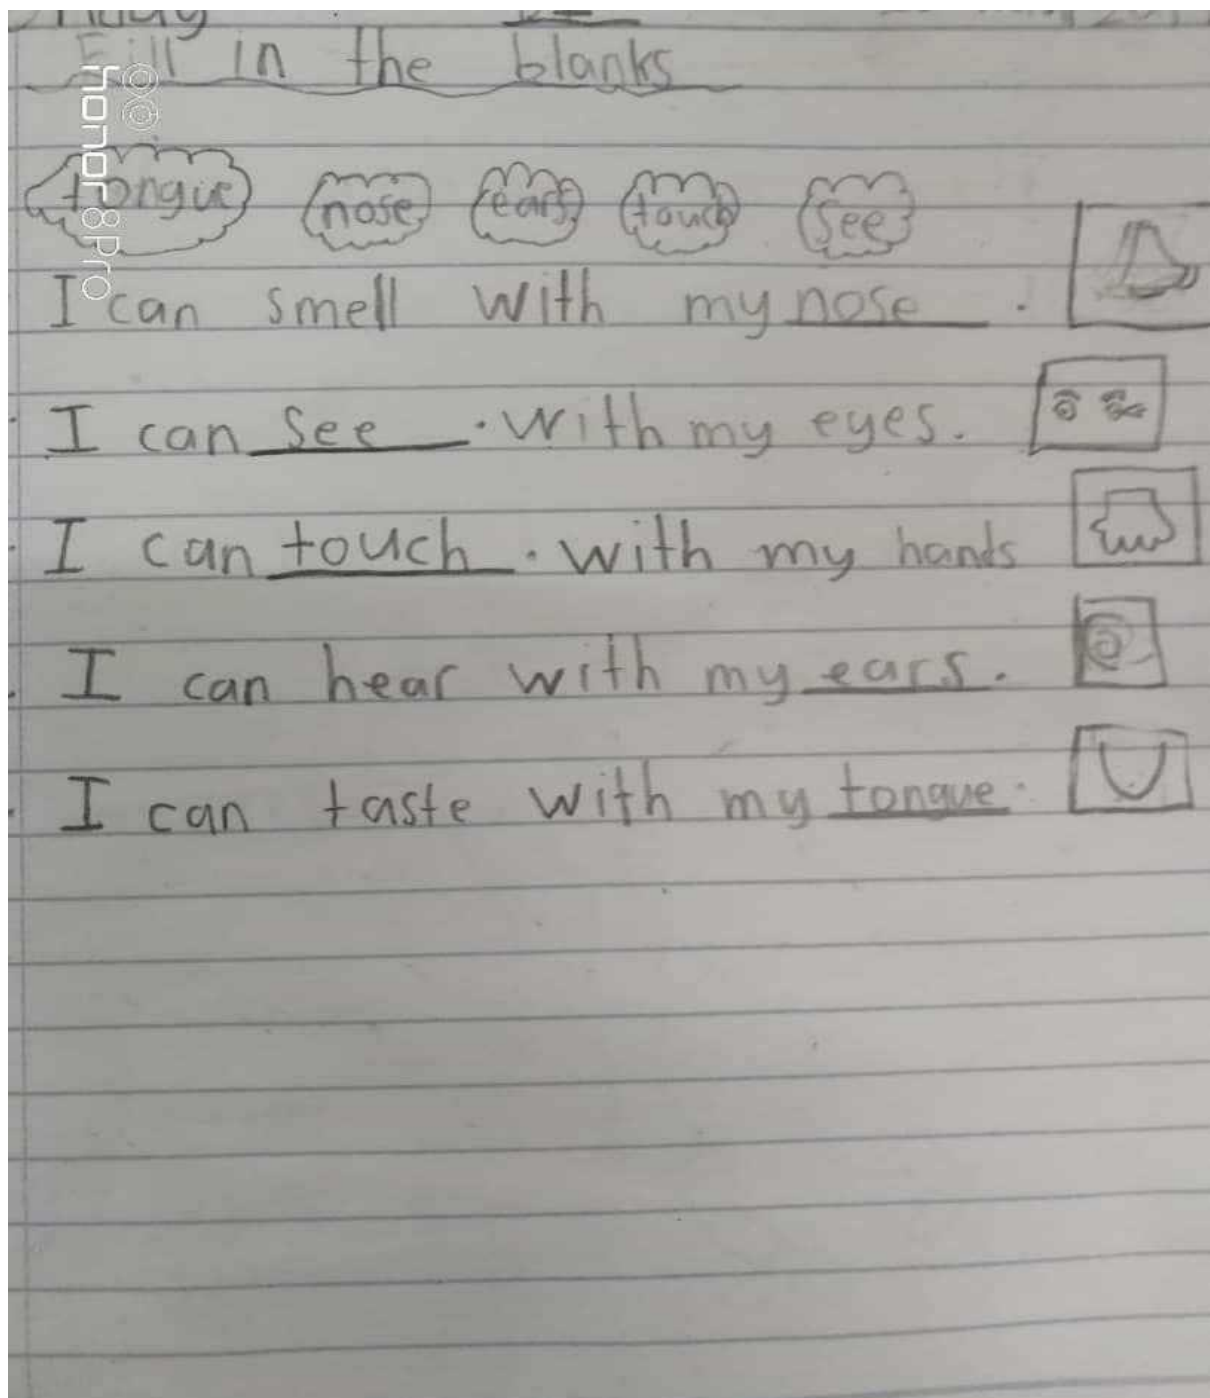 Fill in the blanks
tongue nose ears touch see
I can smell with my nose .
I can see . with my eyes.
I can touch . with my hands
I can hear with my ears.
I can taste with my tongue.
honor 8 Pro